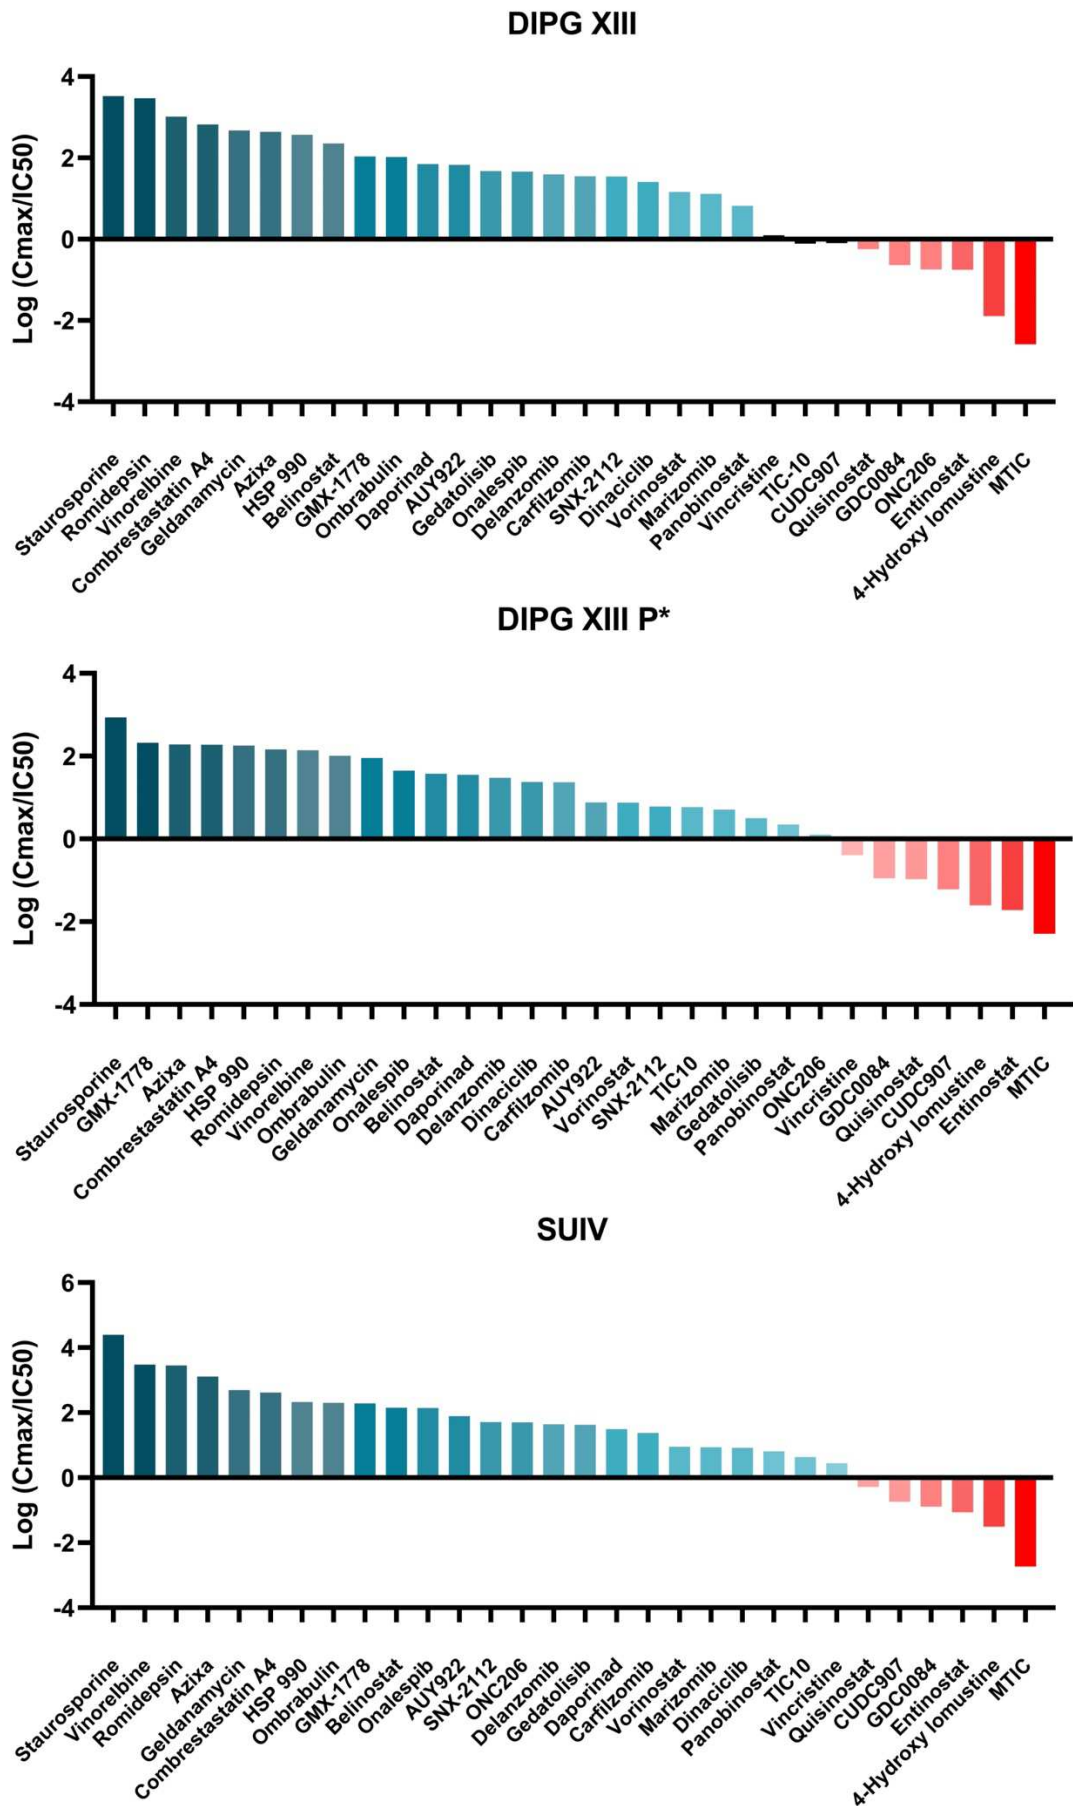 DIPG XIII
Log (Cmax/IC50)
4
2
0
-2
-4
Staurosporine
Romidepsin
Vinorelbine
Combrestastatin A4
Geldanamycin
Azixa
HSP 990
Belinostat
GMX-1778
Ombrabulin
Daporinad
AUY922
Gedatolisib
Onalespib
Delanzomib
Carfilzomib
SNX-2112
Dinaciclib
Vorinostat
Marizomib
Panobinostat
Vincristine
TIC-10
CUDC907
Quisinostat
GDC0084
ONC206
Entinostat
4-Hydroxy lomustine
MTIC
DIPG XIII P*
Log (Cmax/IC50)
4
2
0
-2
-4
Staurosporine
GMX-1778
Azixa
Combrestastatin A4
HSP 990
Romidepsin
Vinorelbine
Ombrabulin
Geldanamycin
Onalespib
Belinostat
Daporinad
Delanzomib
Dinaciclib
Carfilzomib
AUY922
Vorinostat
SNX-2112
TIC10
Marizomib
Gedatolisib
Panobinostat
ONC206
Vincristine
GDC0084
Quisinostat
CUDC907
4-Hydroxy lomustine
Entinostat
MTIC
SUIV
Log (Cmax/IC50)
6
4
2
0
-2
-4
Staurosporine
Vinorelbine
Romidepsin
Azixa
Geldanamycin
Combrestastatin A4
HSP 990
Ombrabulin
GMX-1778
Belinostat
Onalespib
AUY922
SNX-2112
ONC206
Delanzomib
Gedatolisib
Daporinad
Carfilzomib
Vorinostat
Marizomib
Dinaciclib
Panobinostat
TIC10
Vincristine
Quisinostat
CUDC907
GDC0084
Entinostat
4-Hydroxy lomustine
MTIC